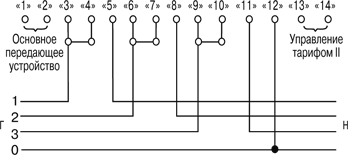 «1» «2» «3» «4» «5» «6» «7» «8» «9» «10» «11» «12» «13» «14»
Основное
передающее
устройство
Управление
тарифом II
1
2
Г
3
Н
0